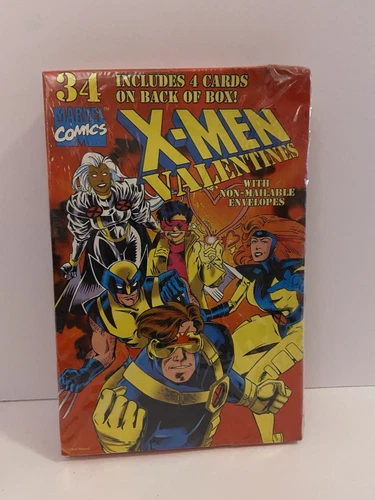 34
INCLUDES 4 CARDS
ON BACK OF BOX!
MARVEL
COMICS
X-MEN
VALENTINES
WITH
NON-MAILABLE
ENVELOPES